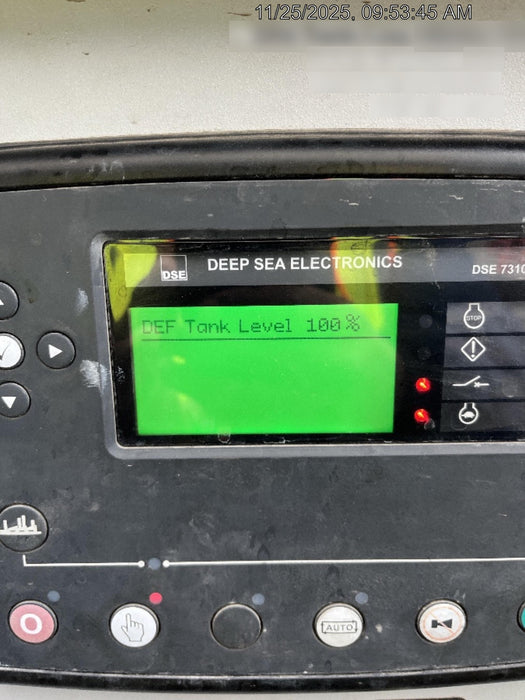 11/25/2025, 09:53:45 AM
DSE
DEEP SEA ELECTRONICS
DSE 7310
DEF Tank Level 100%
STOP
O
AUTO